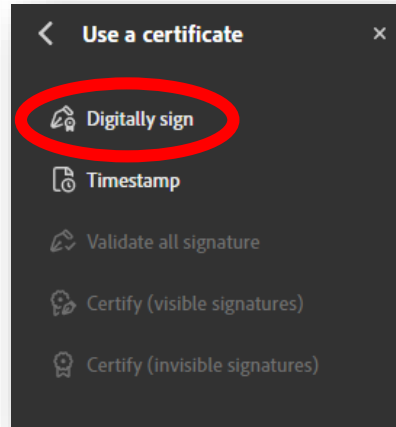 Use a certificate
Digitally sign
Timestamp
Validate all signature
Certify (visible signatures)
Certify (invisible signatures)